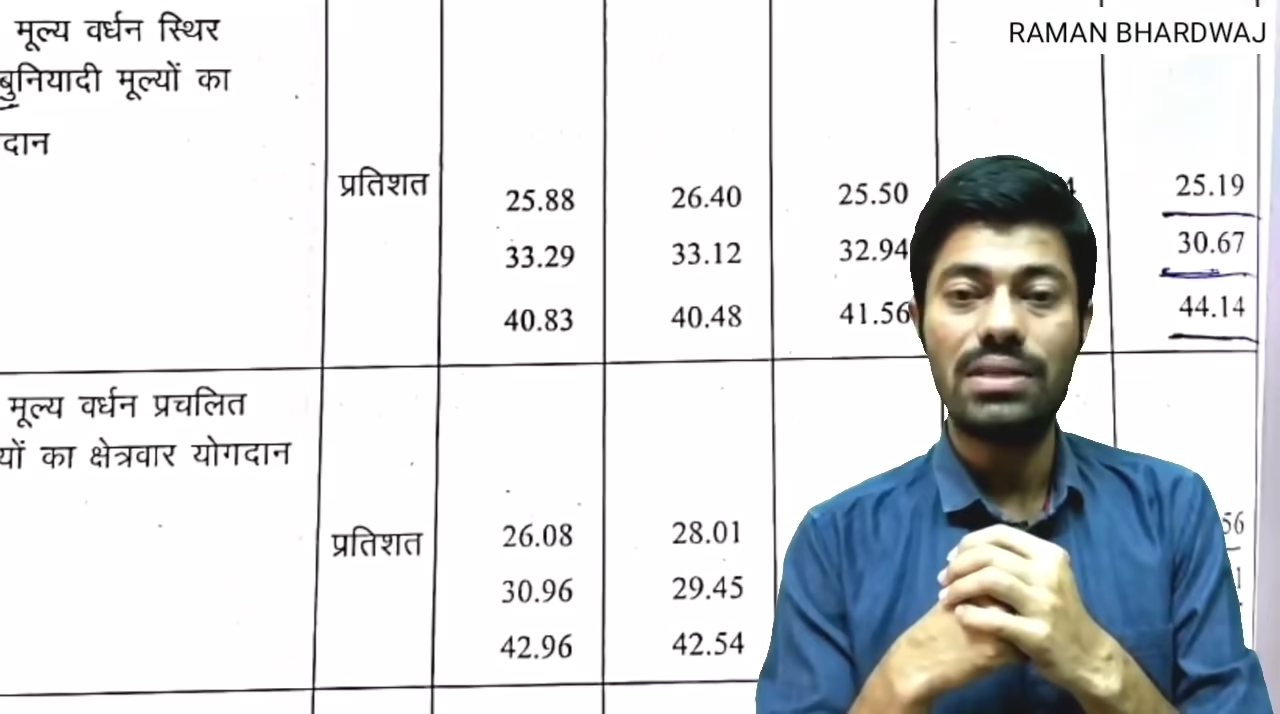 RAMAN BHARDWAJ
मूल्य वर्धन स्थिर
बुनियादी मूल्यों का
दान
प्रतिशत 25.88 26.40 25.50 25.19
33.29 33.12 32.94 30.67
40.83 40.48 41.56 44.14
मूल्य वर्धन प्रचलित
यों का क्षेत्रवार योगदान
प्रतिशत 26.08 28.01 56
30.96 29.45
42.96 42.54